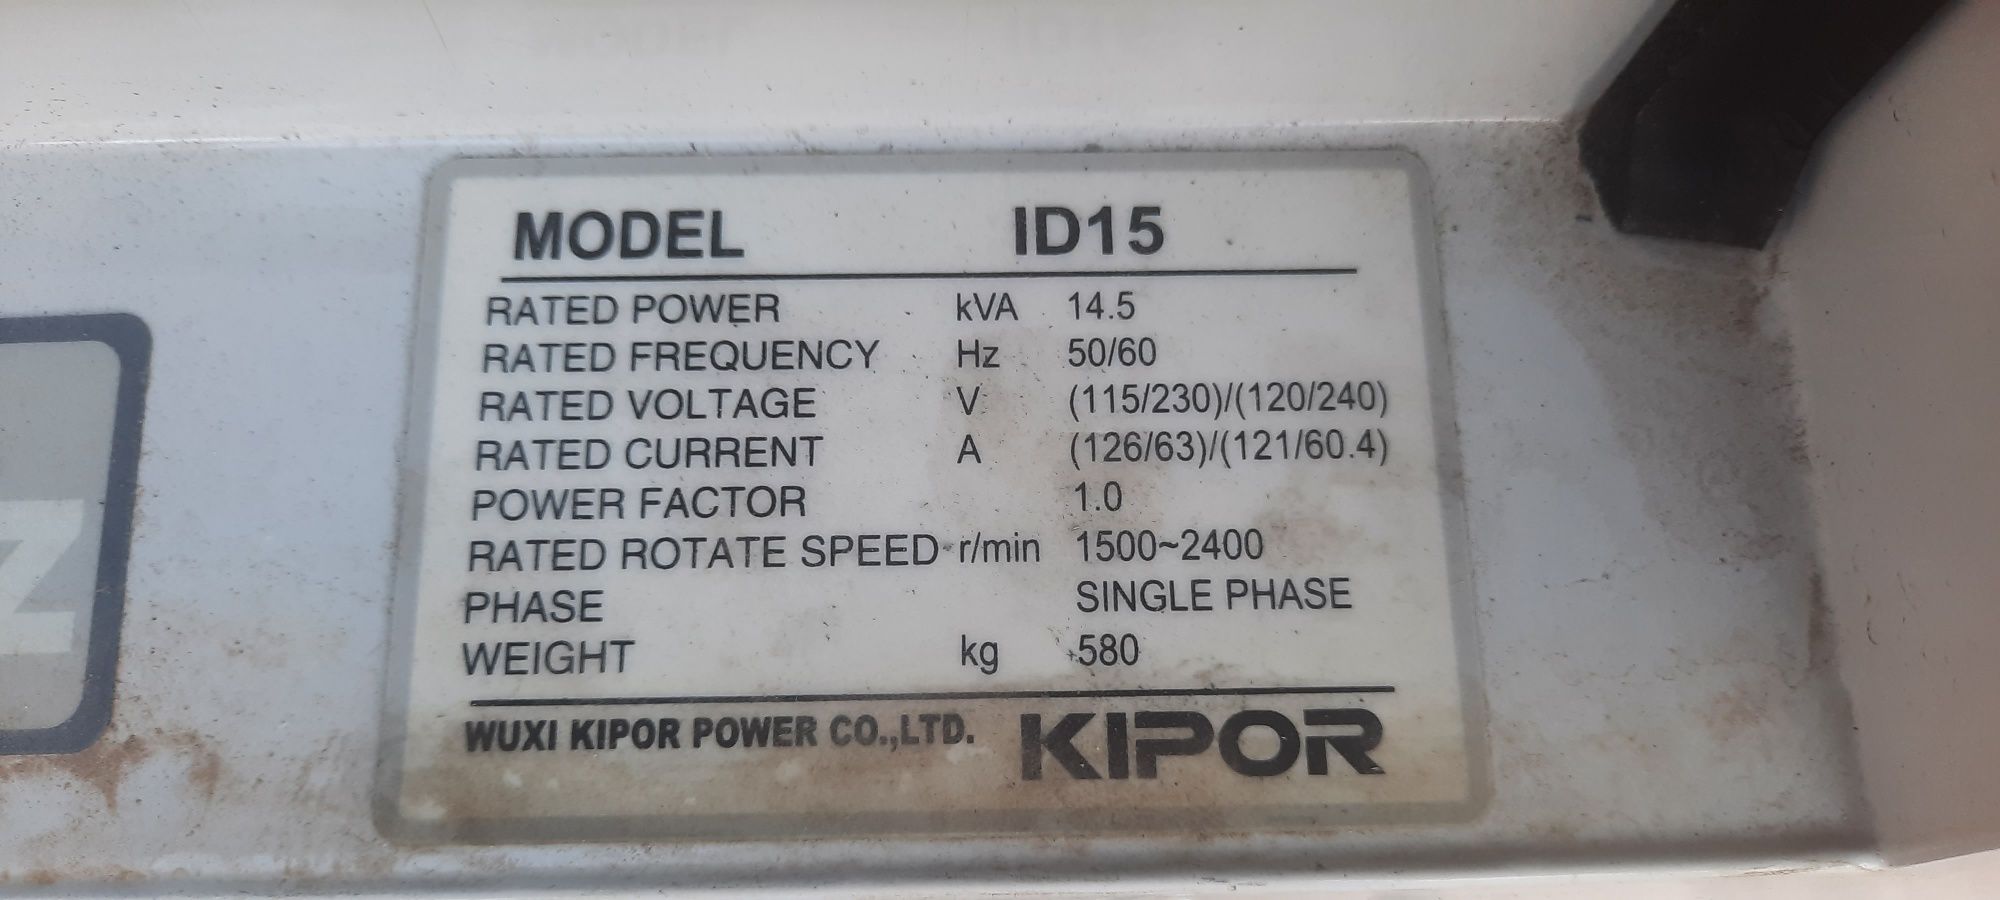 MODEL ID15
RATED POWER kVA 14.5
RATED FREQUENCY Hz 50/60
RATED VOLTAGE V (115/230)/(120/240)
RATED CURRENT A (126/63)/(121/60.4)
POWER FACTOR 1.0
RATED ROTATE SPEED r/min 1500~2400
PHASE SINGLE PHASE
WEIGHT kg 580
WUXI KIPOR POWER CO.,LTD. KIPOR
Z